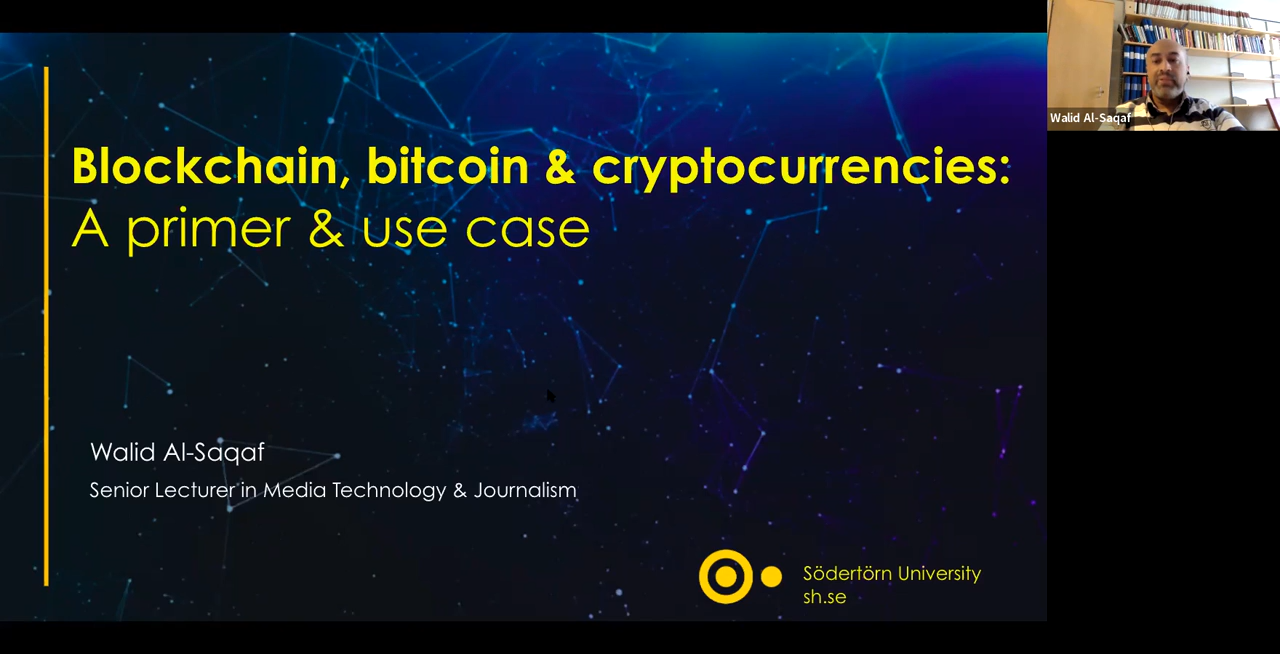 Blockchain, bitcoin & cryptocurrencies:
A primer & use case
Walid Al-Saqaf
Senior Lecturer in Media Technology & Journalism
Södertörn University
sh.se
Walid Al-Saqaf